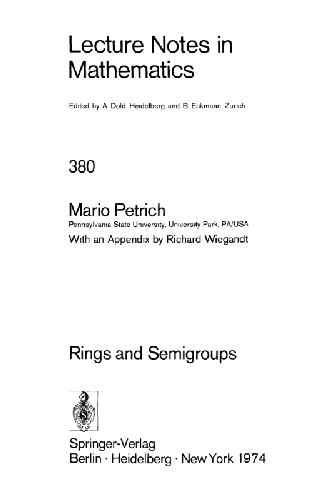 Lecture Notes in
Mathematics
Edited by A. Dold, Heidelberg and B. Eckmann, Zürich
380
Mario Petrich
Pennsylvania State University, University Park, PA/USA
With an Appendix by Richard Wiegandt
Rings and Semigroups
Springer-Verlag
Berlin · Heidelberg · New York 1974